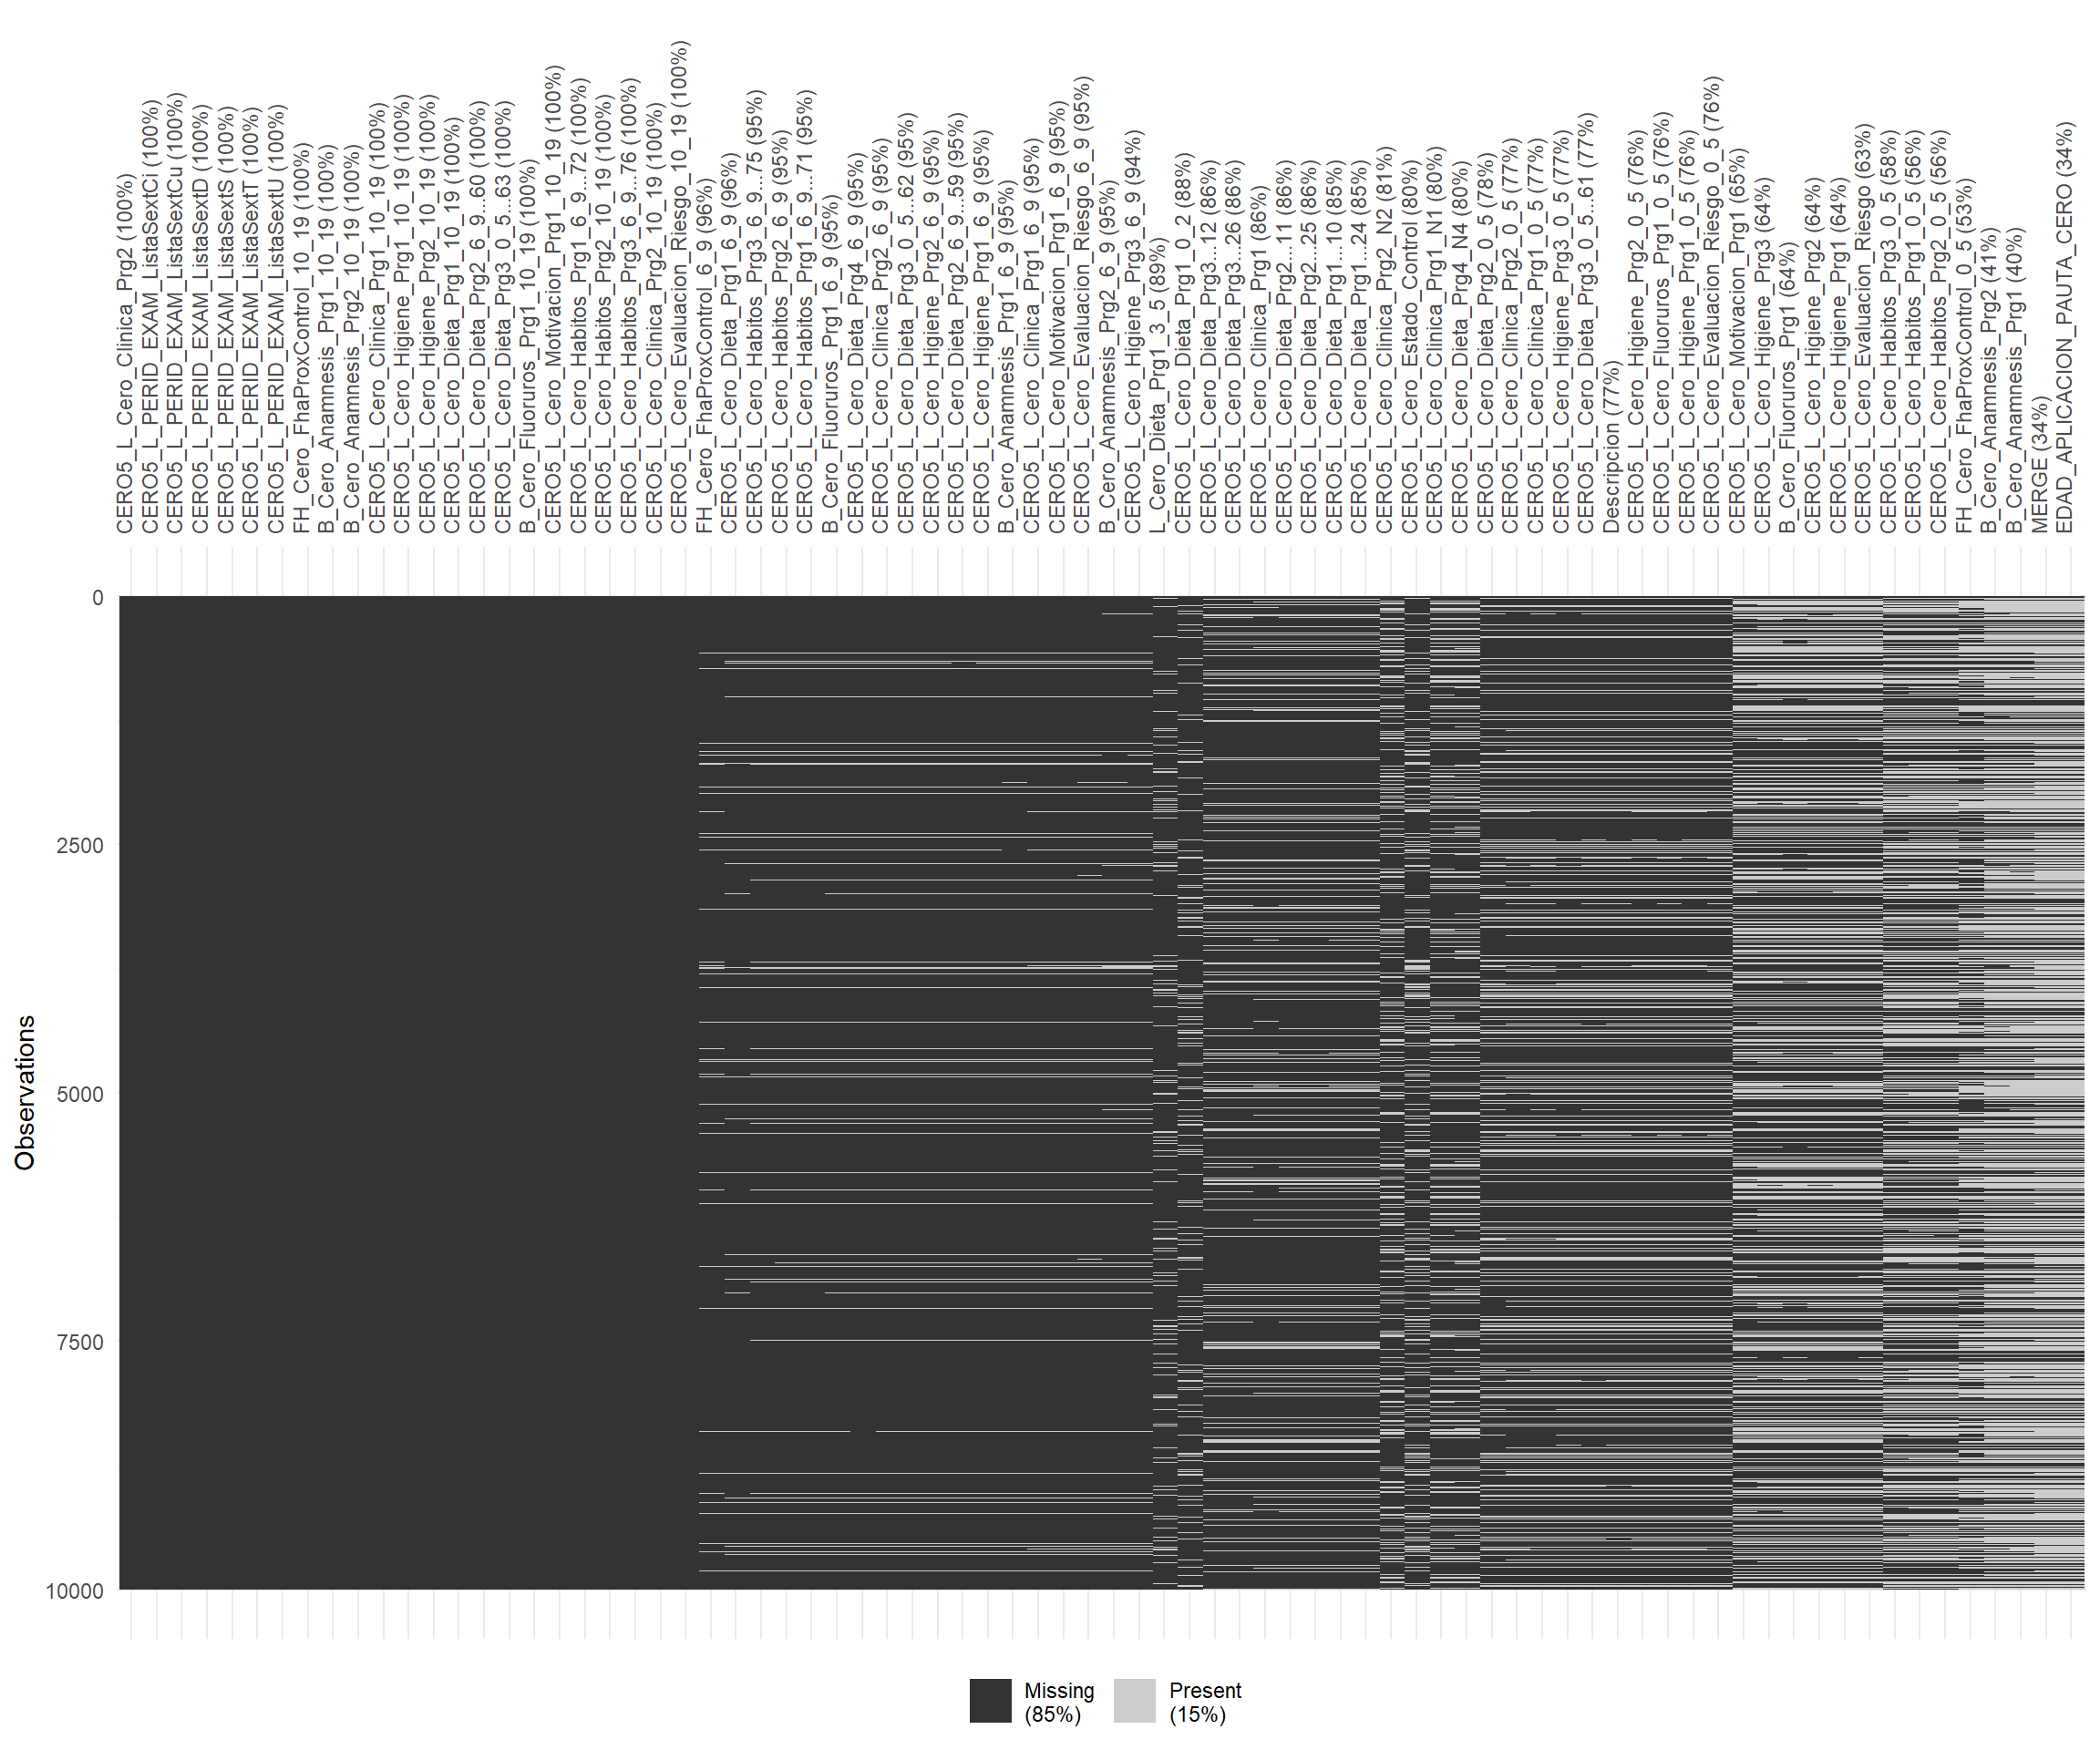 CERO5_L_Cero_Clinica_Prg2 (100%)
CERO5_L_PERID_EXAM_ListaSextCi (100%)
CERO5_L_PERID_EXAM_ListaSextCu (100%)
CERO5_L_PERID_EXAM_ListaSextD (100%)
CERO5_L_PERID_EXAM_ListaSextS (100%)
CERO5_L_PERID_EXAM_ListaSextT (100%)
CERO5_L_PERID_EXAM_ListaSextU (100%)
FH_Cero_FhaProxControl_10_19 (100%)
B_Cero_Anamnesis_Prg1_10_19 (100%)
B_Cero_Anamnesis_Prg2_10_19 (100%)
CERO5_L_Cero_Clinica_Prg1_10_19 (100%)
CERO5_L_Cero_Higiene_Prg1_10_19 (100%)
CERO5_L_Cero_Higiene_Prg2_10_19 (100%)
CERO5_L_Cero_Dieta_Prg1_10_19 (100%)
CERO5_L_Cero_Dieta_Prg2_6_9...60 (100%)
CERO5_L_Cero_Dieta_Prg3_0_5...63 (100%)
B_Cero_Fluoruros_Prg1_10_19 (100%)
CERO5_L_Cero_Motivacion_Prg1_10_19 (100%)
CERO5_L_Cero_Habitos_Prg1_6_9...72 (100%)
CERO5_L_Cero_Habitos_Prg2_10_19 (100%)
CERO5_L_Cero_Habitos_Prg3_6_9...76 (100%)
CERO5_L_Cero_Clinica_Prg2_10_19 (100%)
CERO5_L_Cero_Evaluacion_Riesgo_10_19 (100%)
FH_Cero_FhaProxControl_6_9 (96%)
CERO5_L_Cero_Dieta_Prg1_6_9 (96%)
CERO5_L_Cero_Habitos_Prg3_6_9...75 (95%)
CERO5_L_Cero_Habitos_Prg2_6_9 (95%)
CERO5_L_Cero_Habitos_Prg1_6_9...71 (95%)
B_Cero_Fluoruros_Prg1_6_9 (95%)
CERO5_L_Cero_Dieta_Prg4_6_9 (95%)
CERO5_L_Cero_Clinica_Prg2_6_9 (95%)
CERO5_L_Cero_Dieta_Prg3_0_5...62 (95%)
CERO5_L_Cero_Higiene_Prg2_6_9 (95%)
CERO5_L_Cero_Dieta_Prg2_6_9...59 (95%)
CERO5_L_Cero_Higiene_Prg1_6_9 (95%)
B_Cero_Anamnesis_Prg1_6_9 (95%)
CERO5_L_Cero_Clinica_Prg1_6_9 (95%)
CERO5_L_Cero_Motivacion_Prg1_6_9 (95%)
CERO5_L_Cero_Evaluacion_Riesgo_6_9 (95%)
B_Cero_Anamnesis_Prg2_6_9 (95%)
CERO5_L_Cero_Higiene_Prg3_6_9 (94%)
L_Cero_Dieta_Prg1_3_5 (89%)
CERO5_L_Cero_Dieta_Prg1_0_2 (88%)
CERO5_L_Cero_Dieta_Prg3...12 (86%)
CERO5_L_Cero_Dieta_Prg3...26 (86%)
CERO5_L_Cero_Clinica_Prg1 (86%)
CERO5_L_Cero_Dieta_Prg2...11 (86%)
CERO5_L_Cero_Dieta_Prg2...25 (86%)
CERO5_L_Cero_Dieta_Prg1...10 (85%)
CERO5_L_Cero_Dieta_Prg1...24 (85%)
CERO5_L_Cero_Clinica_Prg2_N2 (81%)
CERO5_L_Cero_Estado_Control (80%)
CERO5_L_Cero_Clinica_Prg1_N1 (80%)
CERO5_L_Cero_Dieta_Prg4_N4 (80%)
CERO5_L_Cero_Dieta_Prg2_0_5 (78%)
CERO5_L_Cero_Clinica_Prg2_0_5 (77%)
CERO5_L_Cero_Clinica_Prg1_0_5 (77%)
CERO5_L_Cero_Higiene_Prg3_0_5 (77%)
CERO5_L_Cero_Dieta_Prg3_0_5...61 (77%)
Descripcion (77%)
CERO5_L_Cero_Higiene_Prg2_0_5 (76%)
CERO5_L_Cero_Fluoruros_Prg1_0_5 (76%)
CERO5_L_Cero_Higiene_Prg1_0_5 (76%)
CERO5_L_Cero_Evaluacion_Riesgo_0_5 (76%)
CERO5_L_Cero_Motivacion_Prg1 (65%)
CERO5_L_Cero_Higiene_Prg3 (64%)
B_Cero_Fluoruros_Prg1 (64%)
CERO5_L_Cero_Higiene_Prg2 (64%)
CERO5_L_Cero_Higiene_Prg1 (64%)
CERO5_L_Cero_Evaluacion_Riesgo (63%)
CERO5_L_Cero_Habitos_Prg3_0_5 (58%)
CERO5_L_Cero_Habitos_Prg1_0_5 (56%)
CERO5_L_Cero_Habitos_Prg2_0_5 (56%)
FH_Cero_FhaProxControl_0_5 (53%)
B_Cero_Anamnesis_Prg2 (41%)
B_Cero_Anamnesis_Prg1 (40%)
MERGE (34%)
EDAD_APLICACION_PAUTA_CERO (34%)
0
2500
5000
7500
10000
Observations
Missing
(85%)
Present
(15%)